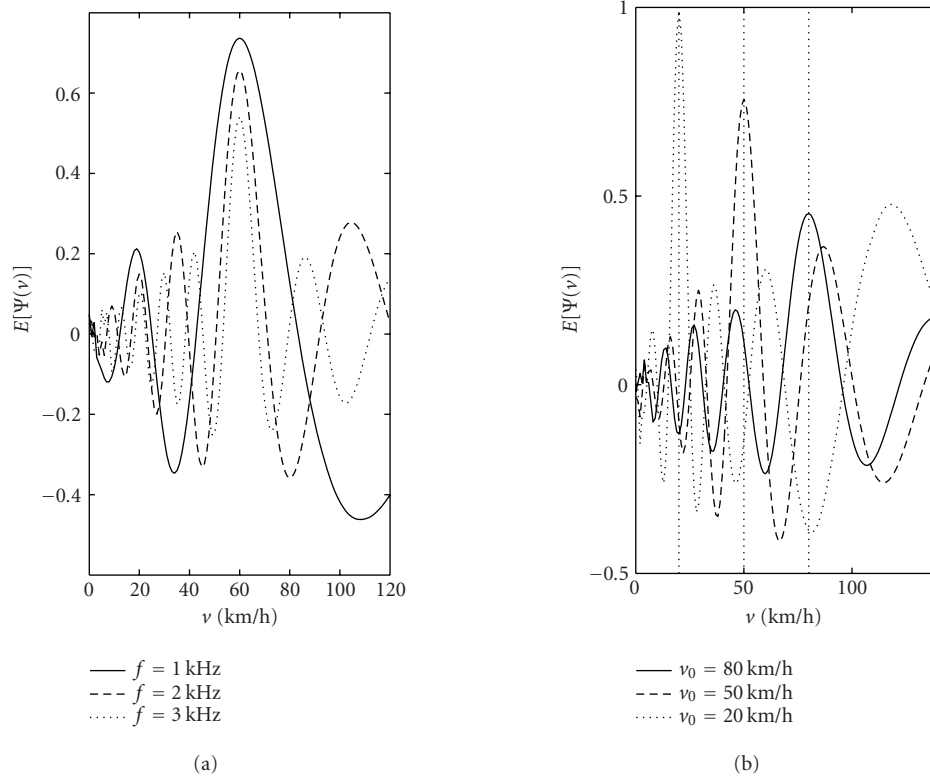 0.6
0.4
0.2
0
−0.2
−0.4
E[Ψ(ν)]
0 20 40 60 80 100 120
ν (km/h)
f = 1 kHz
f = 2 kHz
f = 3 kHz
(a)
1
0.5
0
−0.5
E[Ψ(ν)]
0 50 100
ν (km/h)
ν₀ = 80 km/h
ν₀ = 50 km/h
ν₀ = 20 km/h
(b)